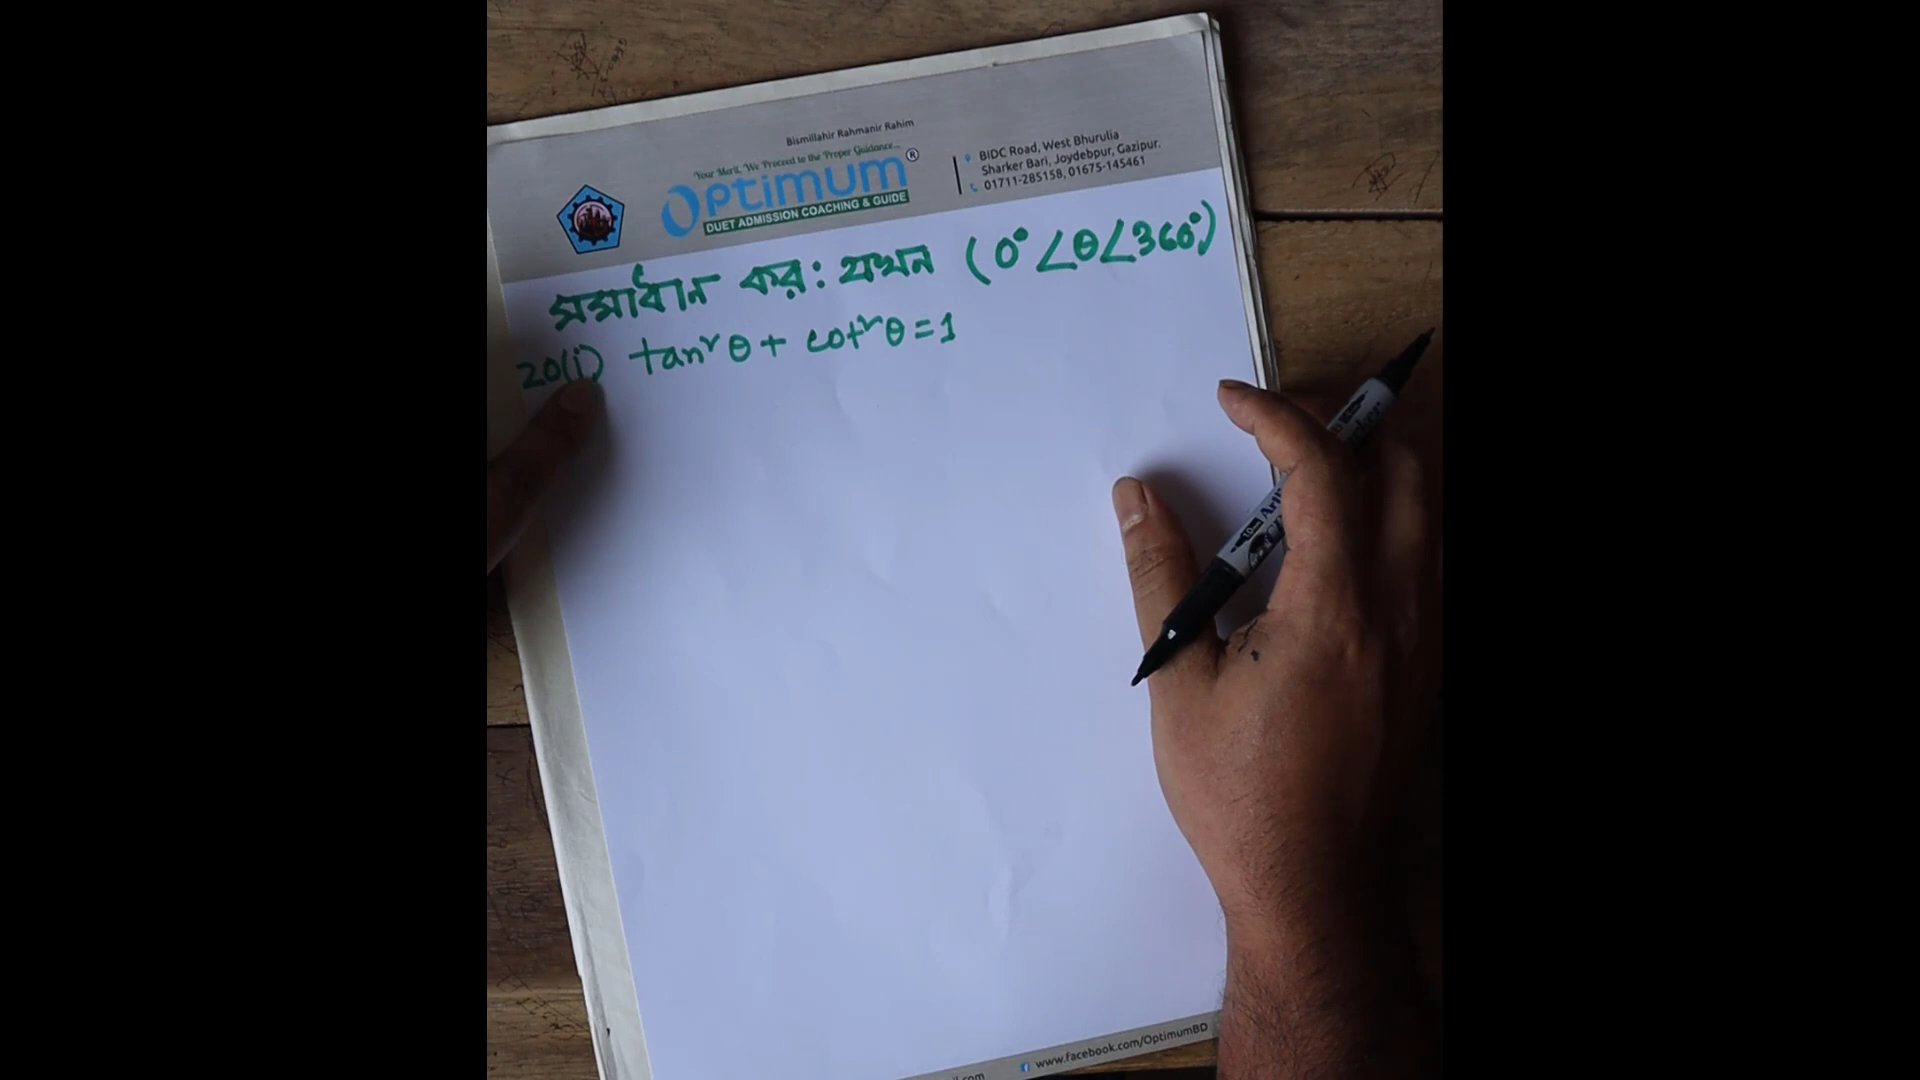 Bismillahir Rahmanir Rahim
Your Merit, We Proceed to the Proper Guidance...
Optimum®
DUET ADMISSION COACHING & GUIDE
BIDC Road, West Bhurulia
Sharker Bari, Joydebpur, Gazipur.
01711-285158, 01675-145461
সমাধান কর: যখন (0°<θ<360°)
20(i) tan²θ + cot²θ = 1
Artline
www.facebook.com/OptimumBD